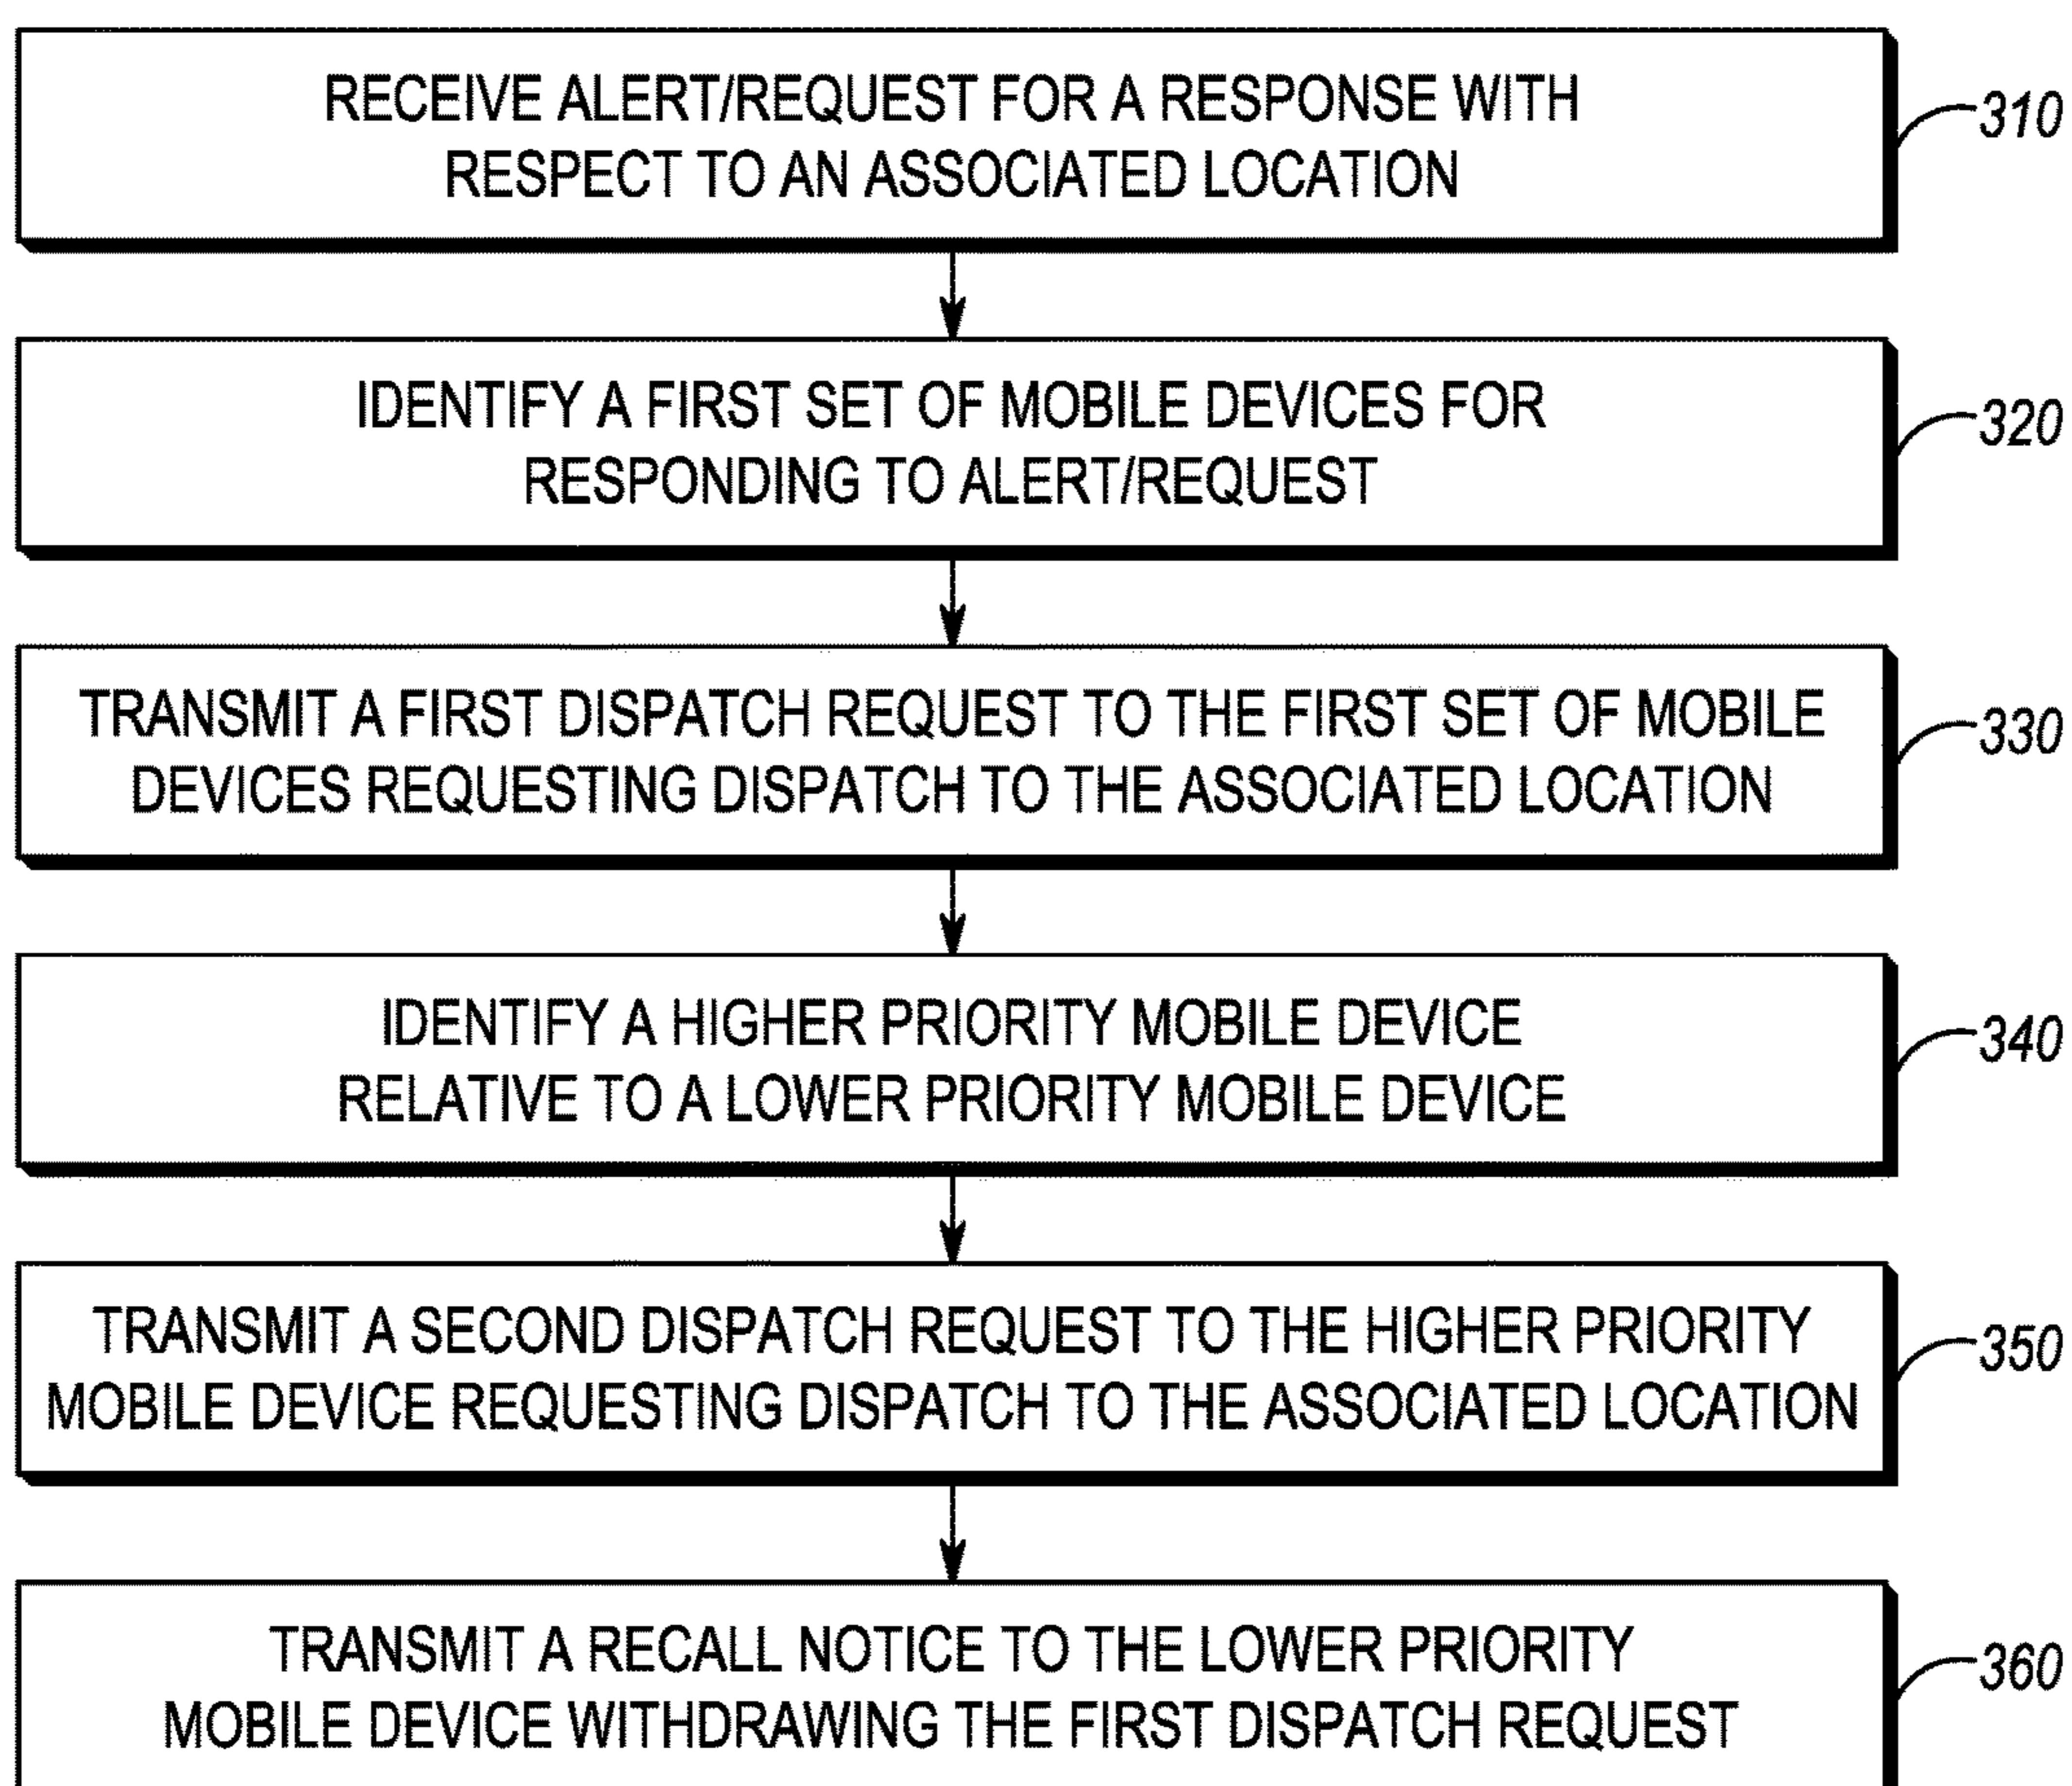 RECEIVE ALERT/REQUEST FOR A RESPONSE WITH
RESPECT TO AN ASSOCIATED LOCATION
310
IDENTIFY A FIRST SET OF MOBILE DEVICES FOR
RESPONDING TO ALERT/REQUEST
320
TRANSMIT A FIRST DISPATCH REQUEST TO THE FIRST SET OF MOBILE
DEVICES REQUESTING DISPATCH TO THE ASSOCIATED LOCATION
330
IDENTIFY A HIGHER PRIORITY MOBILE DEVICE
RELATIVE TO A LOWER PRIORITY MOBILE DEVICE
340
TRANSMIT A SECOND DISPATCH REQUEST TO THE HIGHER PRIORITY
MOBILE DEVICE REQUESTING DISPATCH TO THE ASSOCIATED LOCATION
350
TRANSMIT A RECALL NOTICE TO THE LOWER PRIORITY
MOBILE DEVICE WITHDRAWING THE FIRST DISPATCH REQUEST
360